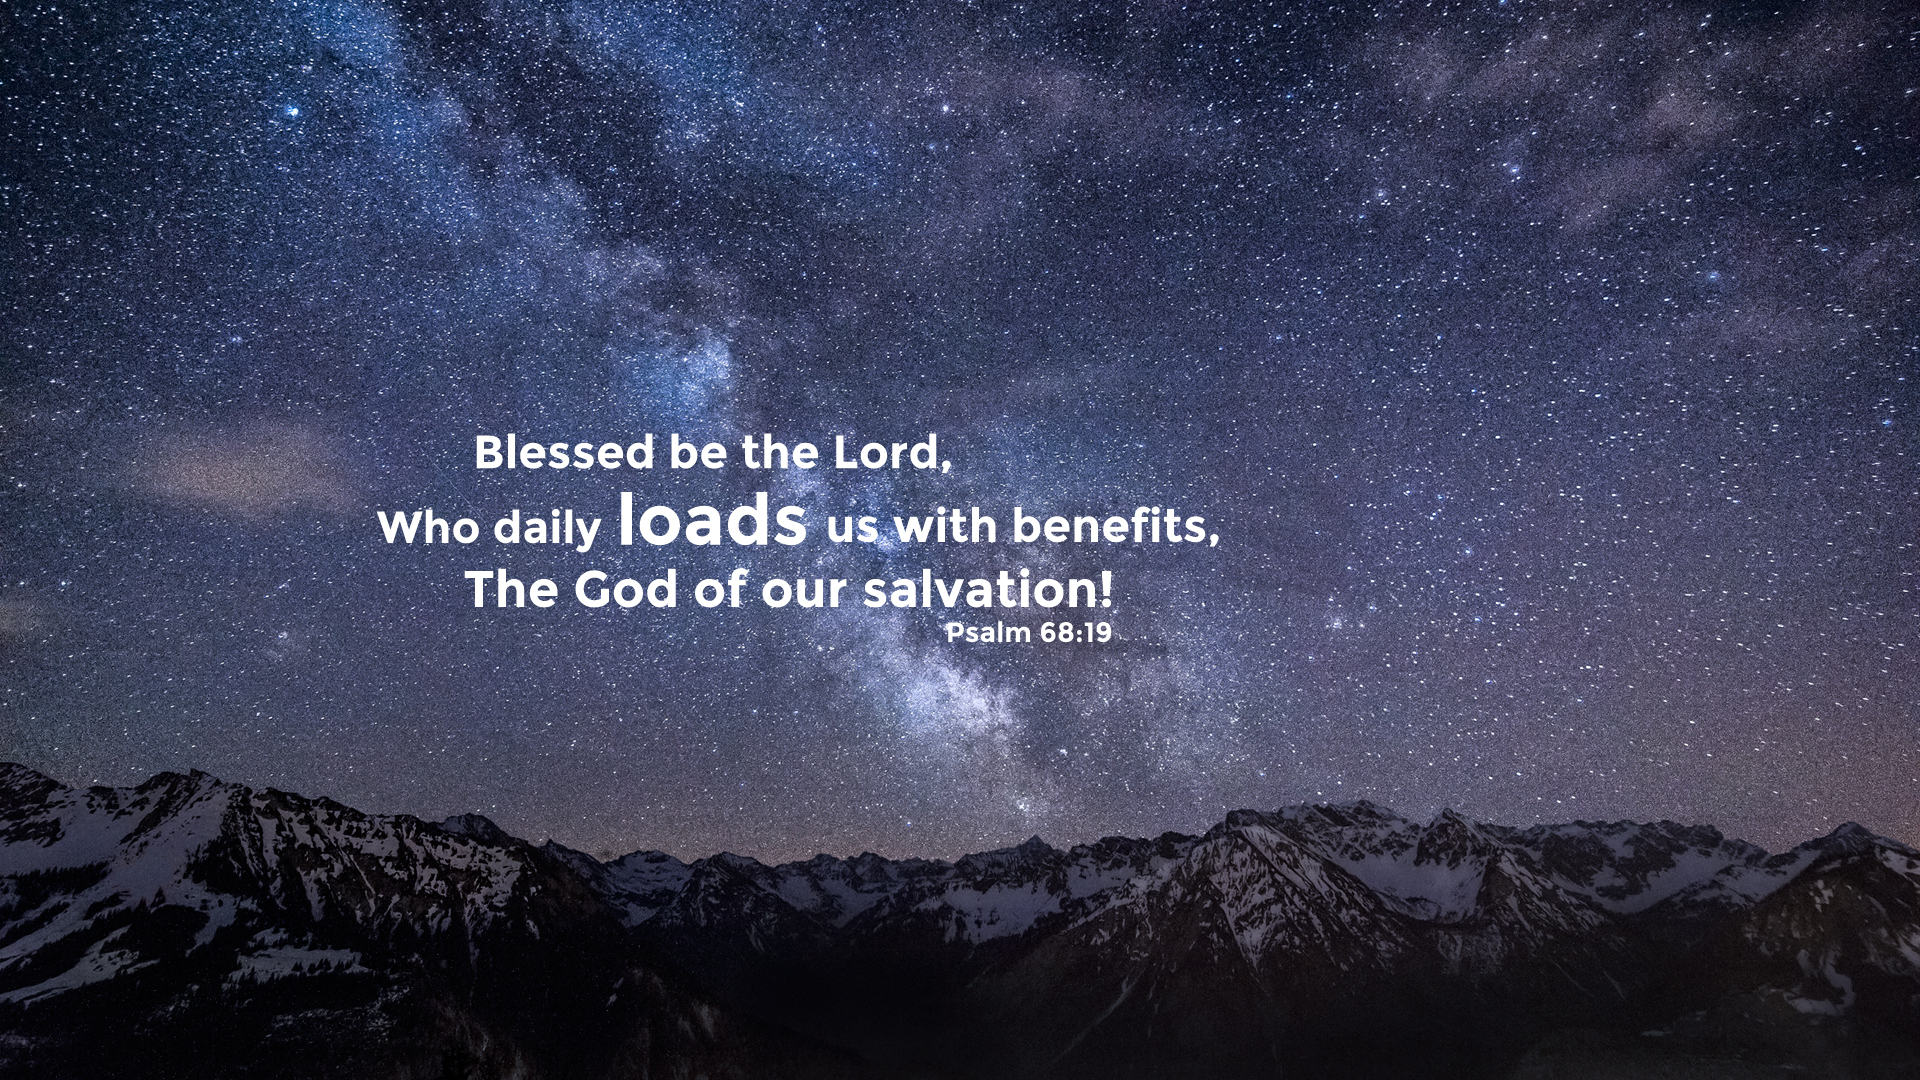 Blessed be the Lord,
Who daily loads us with benefits,
The God of our salvation!
Psalm 68:19